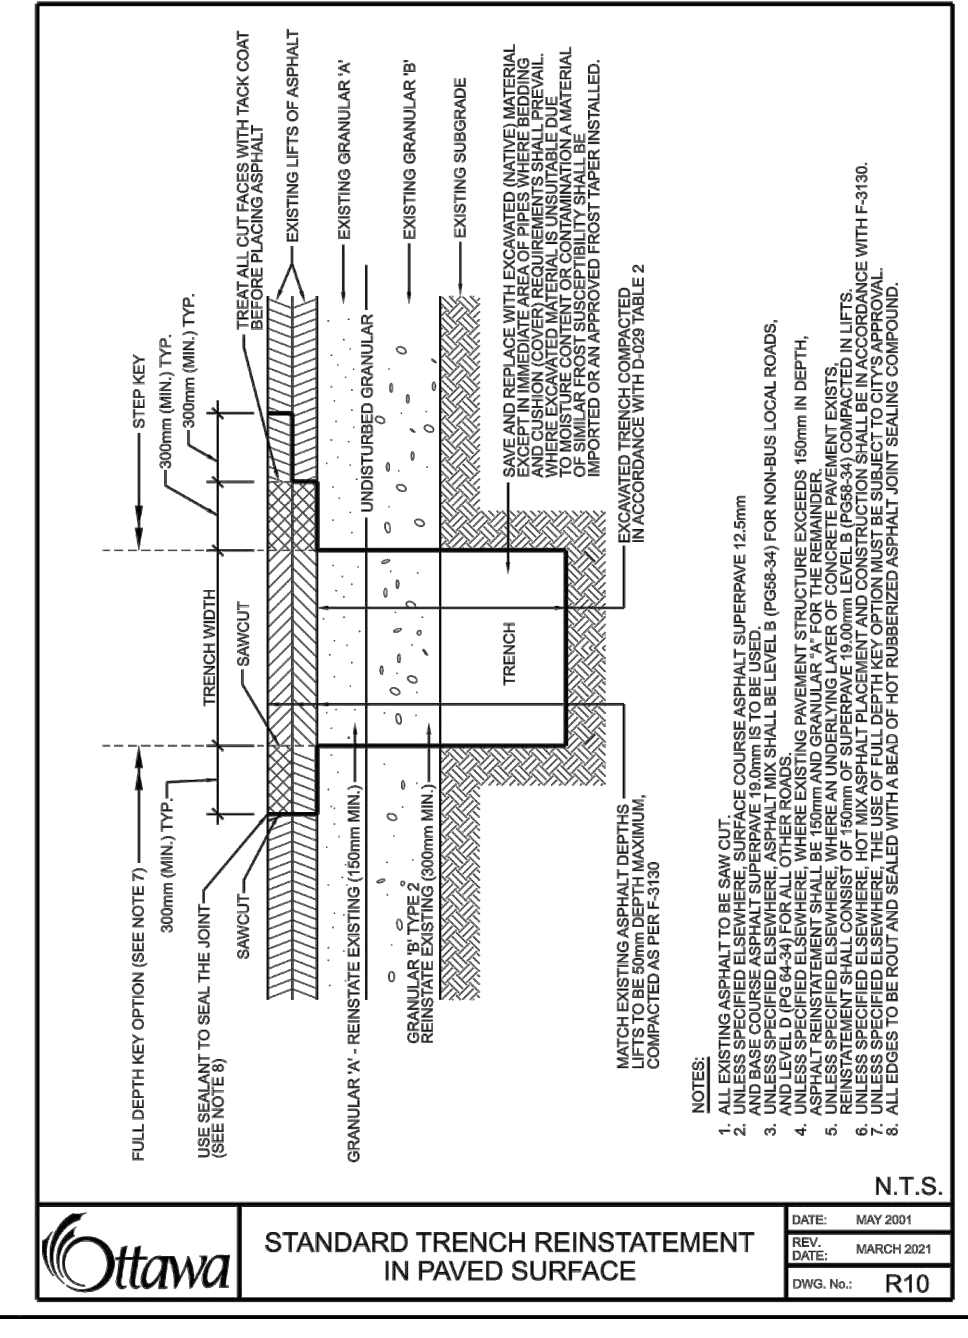 FULL DEPTH KEY OPTION (SEE NOTE 7)
STEP KEY
300mm (MIN.) TYP.
300mm (MIN.) TYP.
300mm (MIN.) TYP.
USE SEALANT TO SEAL THE JOINT
(SEE NOTE 8)
TRENCH WIDTH
SAWCUT
SAWCUT
TREAT ALL CUT FACES WITH TACK COAT
BEFORE PLACING ASPHALT
EXISTING LIFTS OF ASPHALT
EXISTING GRANULAR 'A'
UNDISTURBED GRANULAR
GRANULAR 'A' - REINSTATE EXISTING (150mm MIN.)
EXISTING GRANULAR 'B'
GRANULAR 'B' TYPE 2
REINSTATE EXISTING (300mm MIN.)
EXISTING SUBGRADE
TRENCH
SAVE AND REPLACE WITH EXCAVATED (NATIVE) MATERIAL
EXCEPT IN IMMEDIATE AREA OF PIPES WHERE BEDDING
AND CUSHION (COVER) REQUIREMENTS SHALL PREVAIL.
WHERE EXCAVATED MATERIAL IS UNSUITABLE DUE
TO MOISTURE CONTENT OR CONTAMINATION A MATERIAL
OF SIMILAR FROST SUSCEPTIBILITY SHALL BE
IMPORTED OR AN APPROVED FROST TAPER INSTALLED.
MATCH EXISTING ASPHALT DEPTHS
LIFTS TO BE 50mm DEPTH MAXIMUM,
COMPACTED AS PER F-3130
EXCAVATED TRENCH COMPACTED
IN ACCORDANCE WITH D-029 TABLE 2
NOTES:
1. ALL EXISTING ASPHALT TO BE SAW CUT.
2. UNLESS SPECIFIED ELSEWHERE, SURFACE COURSE ASPHALT SUPERPAVE 12.5mm
AND BASE COURSE ASPHALT SUPERPAVE 19.0mm IS TO BE USED.
3. UNLESS SPECIFIED ELSEWHERE, ASPHALT MIX SHALL BE LEVEL B (PG58-34) FOR NON-BUS LOCAL ROADS,
AND LEVEL D (PG 64-34) FOR ALL OTHER ROADS.
4. UNLESS SPECIFIED ELSEWHERE, WHERE EXISTING PAVEMENT STRUCTURE EXCEEDS 150mm IN DEPTH,
ASPHALT REINSTATEMENT SHALL BE 150mm AND GRANULAR "A" FOR THE REMAINDER.
5. UNLESS SPECIFIED ELSEWHERE, WHERE AN UNDERLYING LAYER OF CONCRETE PAVEMENT EXISTS,
REINSTATEMENT SHALL CONSIST OF 150mm OF SUPERPAVE 19.00mm LEVEL B (PG58-34) COMPACTED IN LIFTS.
6. UNLESS SPECIFIED ELSEWHERE, HOT MIX ASPHALT PLACEMENT AND CONSTRUCTION SHALL BE IN ACCORDANCE WITH F-3130.
7. UNLESS SPECIFIED ELSEWHERE, THE USE OF FULL DEPTH KEY OPTION MUST BE SUBJECT TO CITY'S APPROVAL.
8. ALL EDGES TO BE ROUT AND SEALED WITH A BEAD OF HOT RUBBERIZED ASPHALT JOINT SEALING COMPOUND.
N.T.S.
Ottawa
STANDARD TRENCH REINSTATEMENT
IN PAVED SURFACE
DATE: MAY 2001
REV. DATE: MARCH 2021
DWG. No.: R10